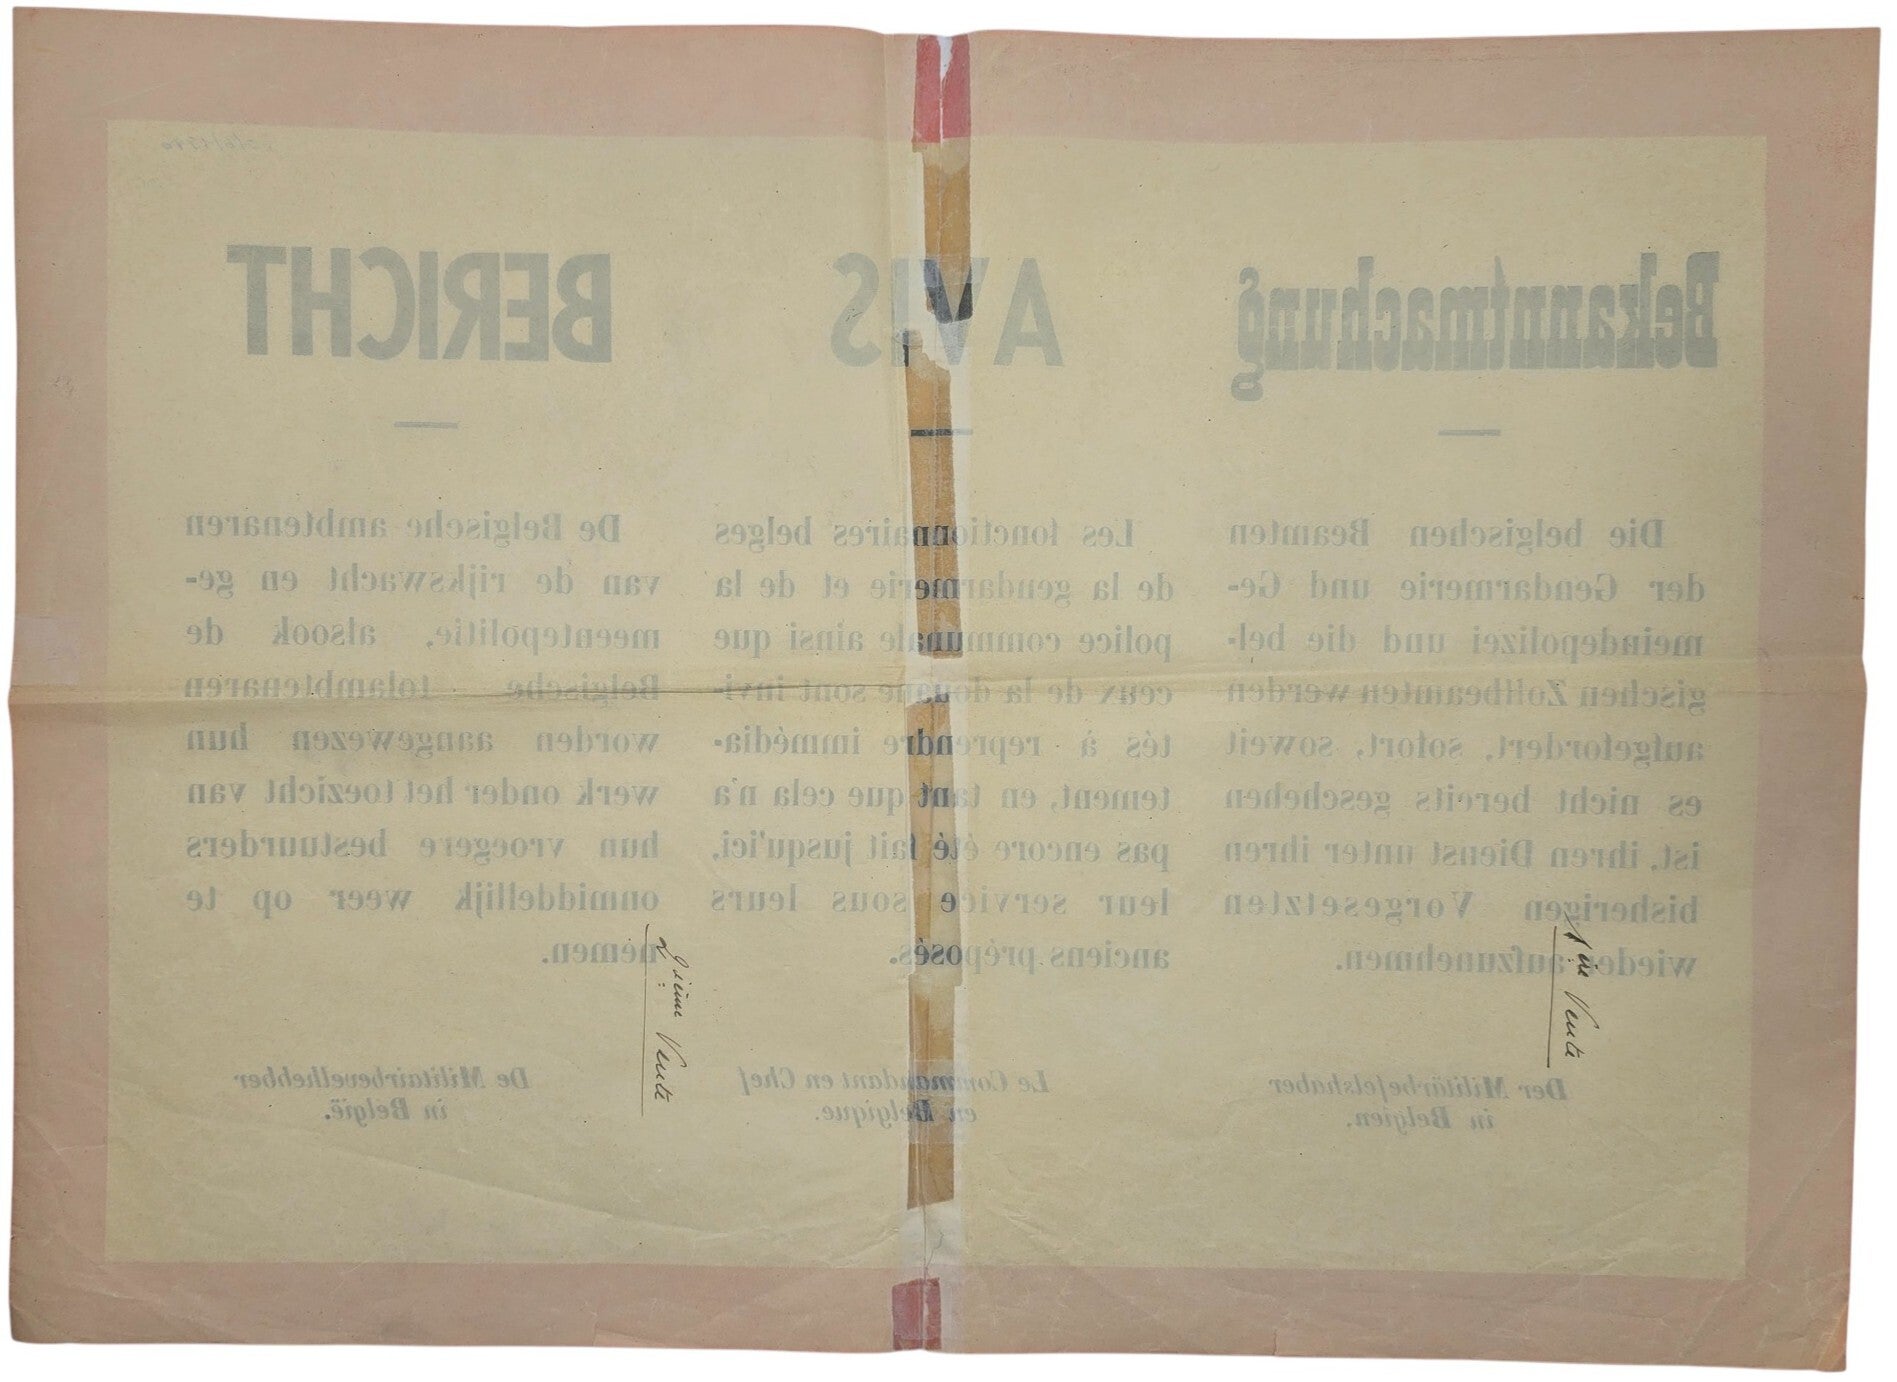 Bekanntmachung
Die belgischen Beamten
der Gendarmerie und Ge-
meindepolizei und die bel-
gischen Zollbeamten werden
aufgefordert, sofort, soweit
es nicht bereits geschehen
ist, ihren Dienst unter ihren
bisherigen Vorgesetzten
wieder aufzunehmen.
Der Militärbefelshaber
in Belgien.
AVIS
Les fonctionnaires belges
de la gendarmerie et de la
police communale ainsi que
ceux de la douane sont invi-
tés à reprendre immédia-
tement, en tant que cela n'a
pas encore été fait jusqu'ici,
leur service sous leurs
anciens préposés.
Le Commandant en Chef
en Belgique.
BERICHT
De Belgische ambtenaren
van de rijkswacht en ge-
meentepolitie, alsook de
Belgische tolambtenaren
worden aangewezen hun
werk onder het toezicht van
hun vroegere bestuurders
onmiddellijk weer op te
nemen.
De Militairbevelhebber
in België.
1ire Vente
2ième Vente